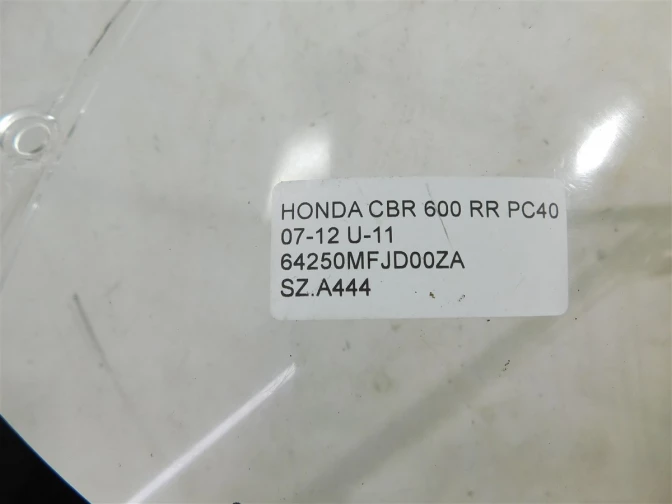 HONDA CBR 600 RR PC40
07-12 U-11
64250MFJD00ZA
SZ.A444